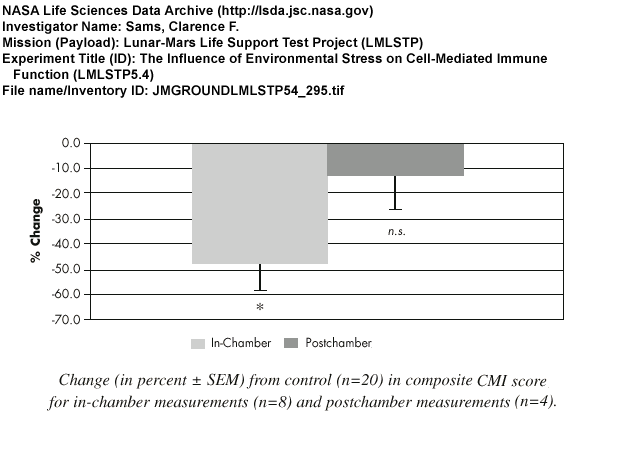 NASA Life Sciences Data Archive (http://lsda.jsc.nasa.gov)
Investigator Name: Sams, Clarence F.
Mission (Payload): Lunar-Mars Life Support Test Project (LMLSTP)
Experiment Title (ID): The Influence of Environmental Stress on Cell-Mediated Immune
Function (LMLSTP5.4)
File name/Inventory ID: JMGROUNDLMLSTP54_295.tif
0.0
-10.0
-20.0
-30.0
-40.0
-50.0
-60.0
-70.0
% Change
n.s.
*
In-Chamber Postchamber
Change (in percent ± SEM) from control (n=20) in composite CMI score
for in-chamber measurements (n=8) and postchamber measurements (n=4).